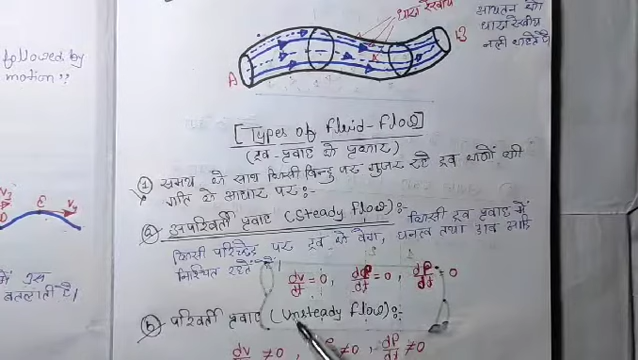 followed by
motion"
धारा रेखीय
धारा रेखीय
नहीं
A
B
[Types of Fluid-Flow]
(द्रव-प्रवाह के प्रकार)
① समय के साथ किसी बिन्दु पर गुजर रहे द्रव कणों की
गति के आधार पर:-
ⓐ अपरिवर्ती प्रवाह (Steady Flow):- किसी द्रव प्रवाह में
किसी परिच्छेद पर द्रव के वेग, घनत्व तथा दाब आदि
निश्चित रहते हैं।
dv/dt = 0, dρ/dt = 0, dP/dt = 0
ⓑ परिवर्ती प्रवाह (Unsteady Flow):-
dv/dt ≠ 0, ≠ 0, dP/dt ≠ 0